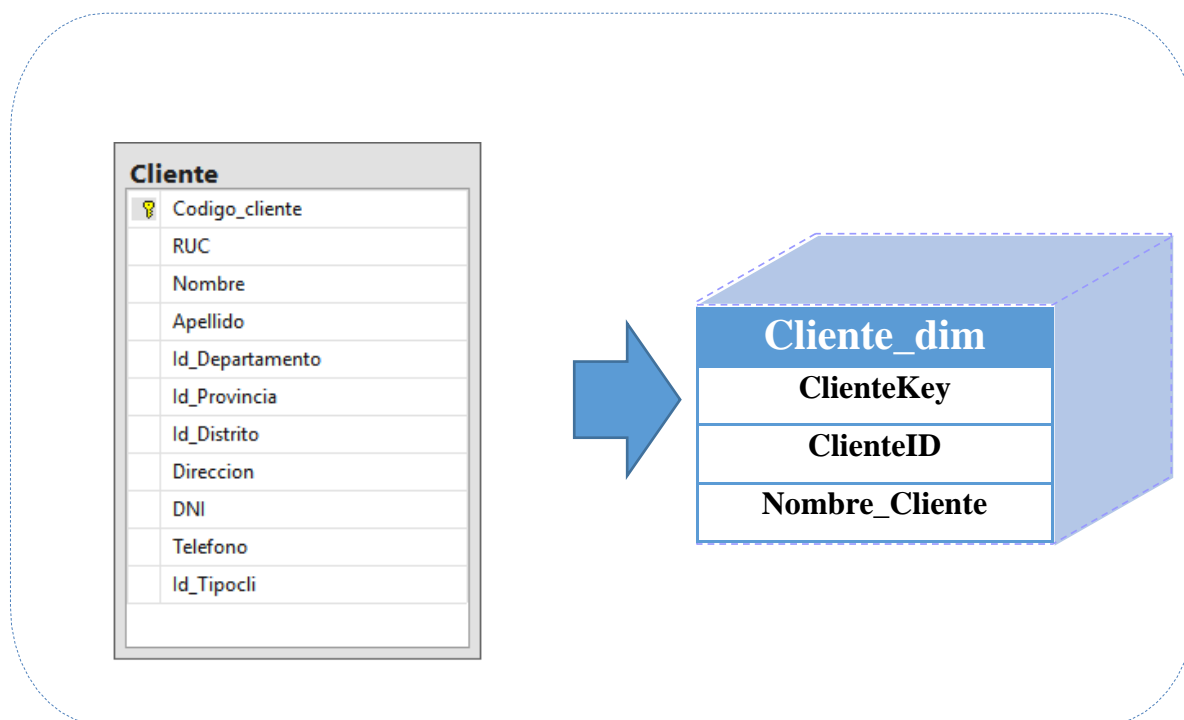 Cliente
Codigo_cliente
RUC
Nombre
Apellido
Id_Departamento
Id_Provincia
Id_Distrito
Direccion
DNI
Telefono
Id_Tipocli
Cliente_dim
ClienteKey
ClienteID
Nombre_Cliente